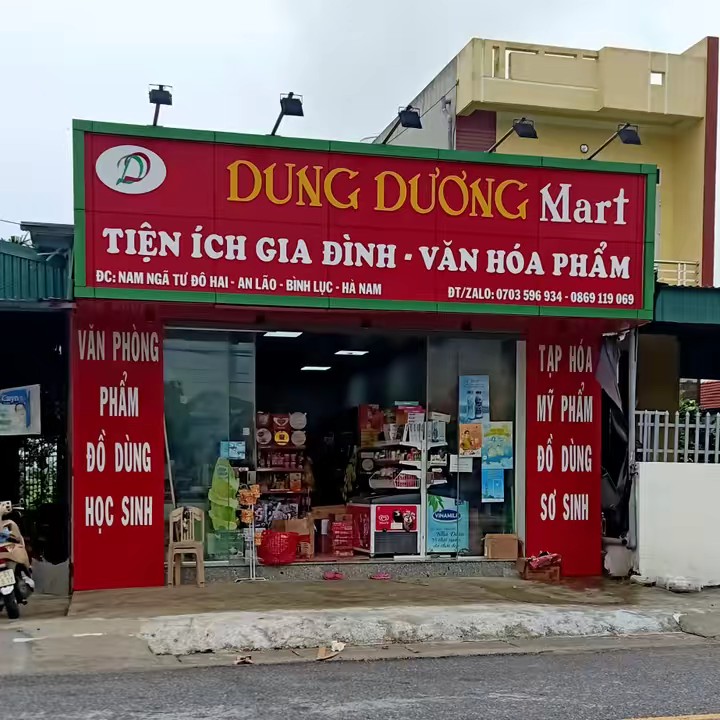 DUNG DƯƠNG Mart
TIỆN ÍCH GIA ĐÌNH - VĂN HÓA PHẨM
ĐC: NAM NGÃ TƯ ĐÔ HAI - AN LÃO - BÌNH LỤC - HÀ NAM
ĐT/ZALO: 0703 596 934 - 0869 119 069
VĂN PHÒNG
PHẨM
ĐỒ DÙNG
HỌC SINH
TẠP HÓA
MỸ PHẨM
ĐỒ DÙNG
SƠ SINH
VINAMILK